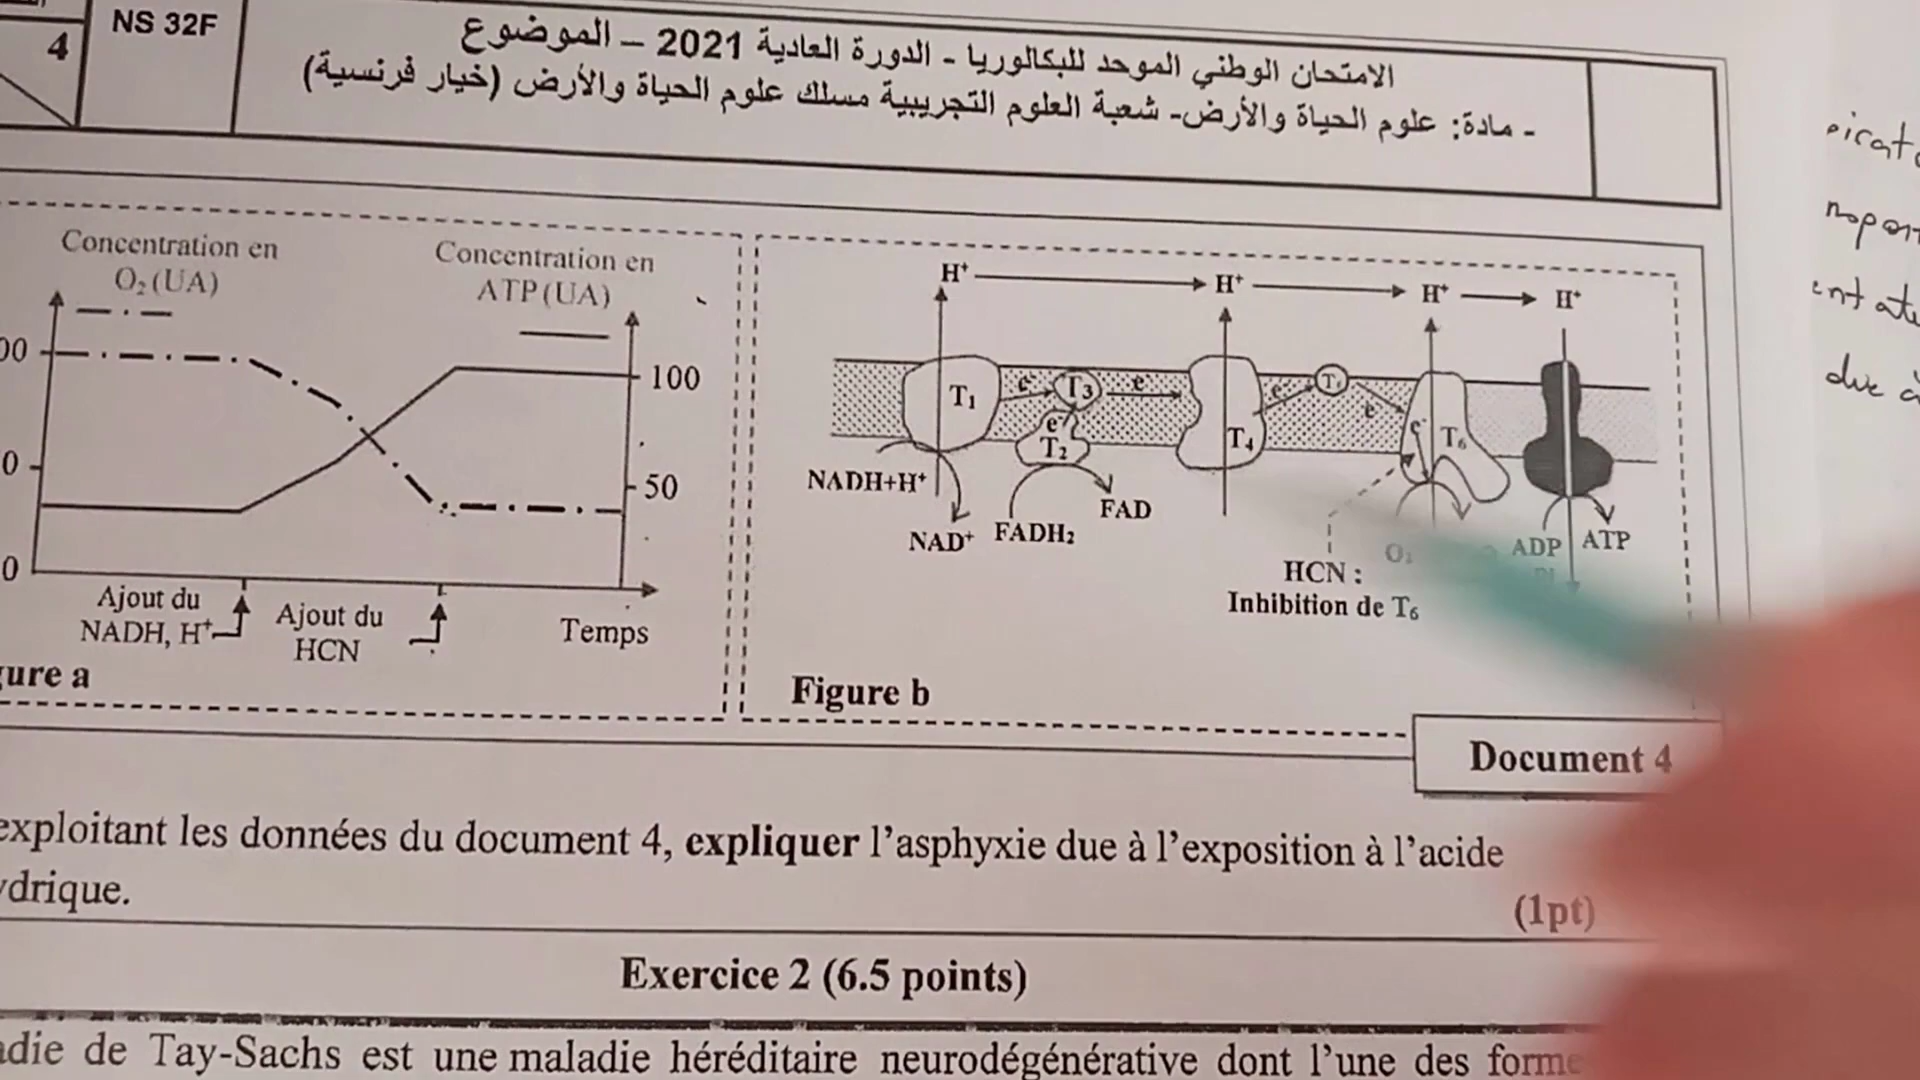 4
NS 32F
الامتحان الوطني الموحد للبكالوريا - الدورة العادية 2021 – الموضوع
- مادة: علوم الحياة والأرض- شعبة العلوم التجريبية مسلك علوم الحياة والأرض (خيار فرنسية)
Concentration en
O₂ (UA)
Concentration en
ATP (UA)
100
50
0
Ajout du
NADH, H⁺
Ajout du
HCN
Temps
H⁺
H⁺
H⁺
H⁺
T₁
e⁻
T3
e⁻
e⁻
T₂
T₄
e⁻
e⁻
e⁻
T₆
NADH+H⁺
NAD⁺
FADH₂
FAD
HCN :
Inhibition de T₆
ADP
ATP
Figure b
Document 4
exploitant les données du document 4, expliquer l'asphyxie due à l'exposition à l'acide
(1pt)
Exercice 2 (6.5 points)
de Tay-Sachs est une maladie héréditaire neurodégénérative dont l'une des
due à